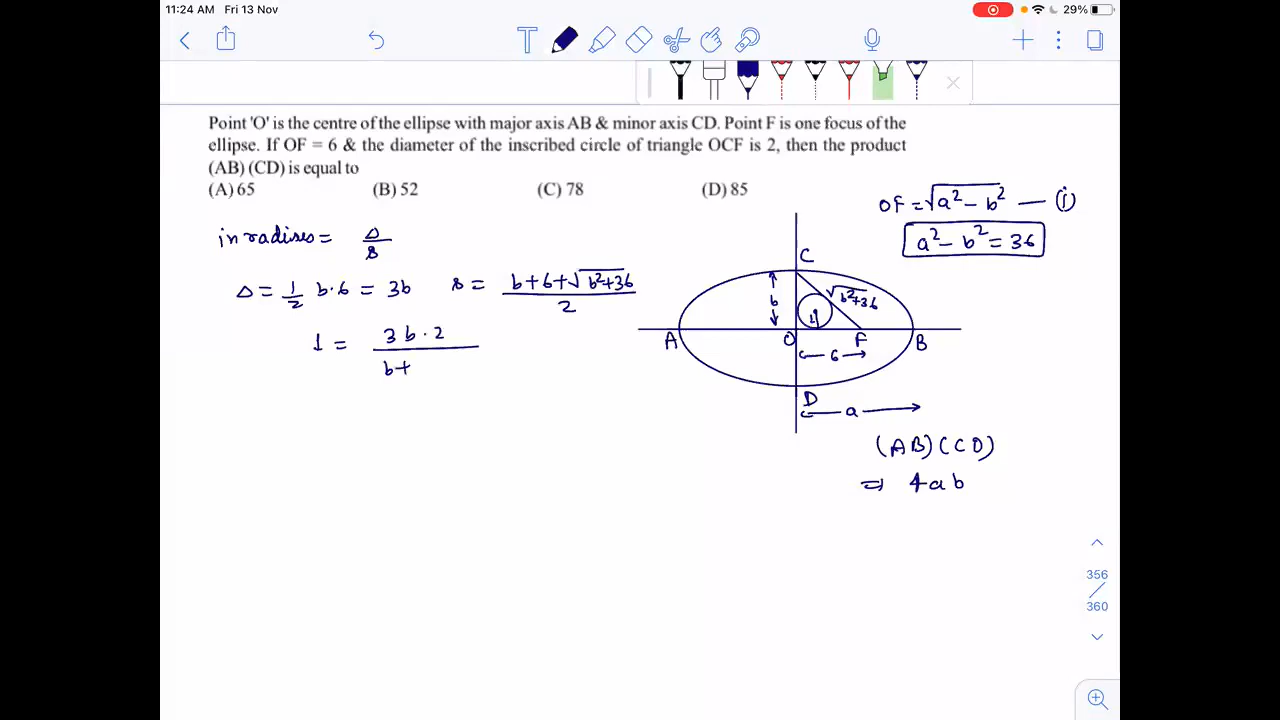 11:24 AM Fri 13 Nov
29%
T
Point 'O' is the centre of the ellipse with major axis AB & minor axis CD. Point F is one focus of the
ellipse. If OF = 6 & the diameter of the inscribed circle of triangle OCF is 2, then the product
(AB) (CD) is equal to
(A) 65 (B) 52 (C) 78 (D) 85
OF = √a² - b² — (i)
a² - b² = 36
in radises = Δ/s
Δ = 1/2 b·6 = 3b s = b+6+√b²+36/2
1 = 3b·2/b+
C
b
√b²+36
1
A
O
F
B
6
D
a
(AB)(CD)
⇒ 4ab
356
/
360